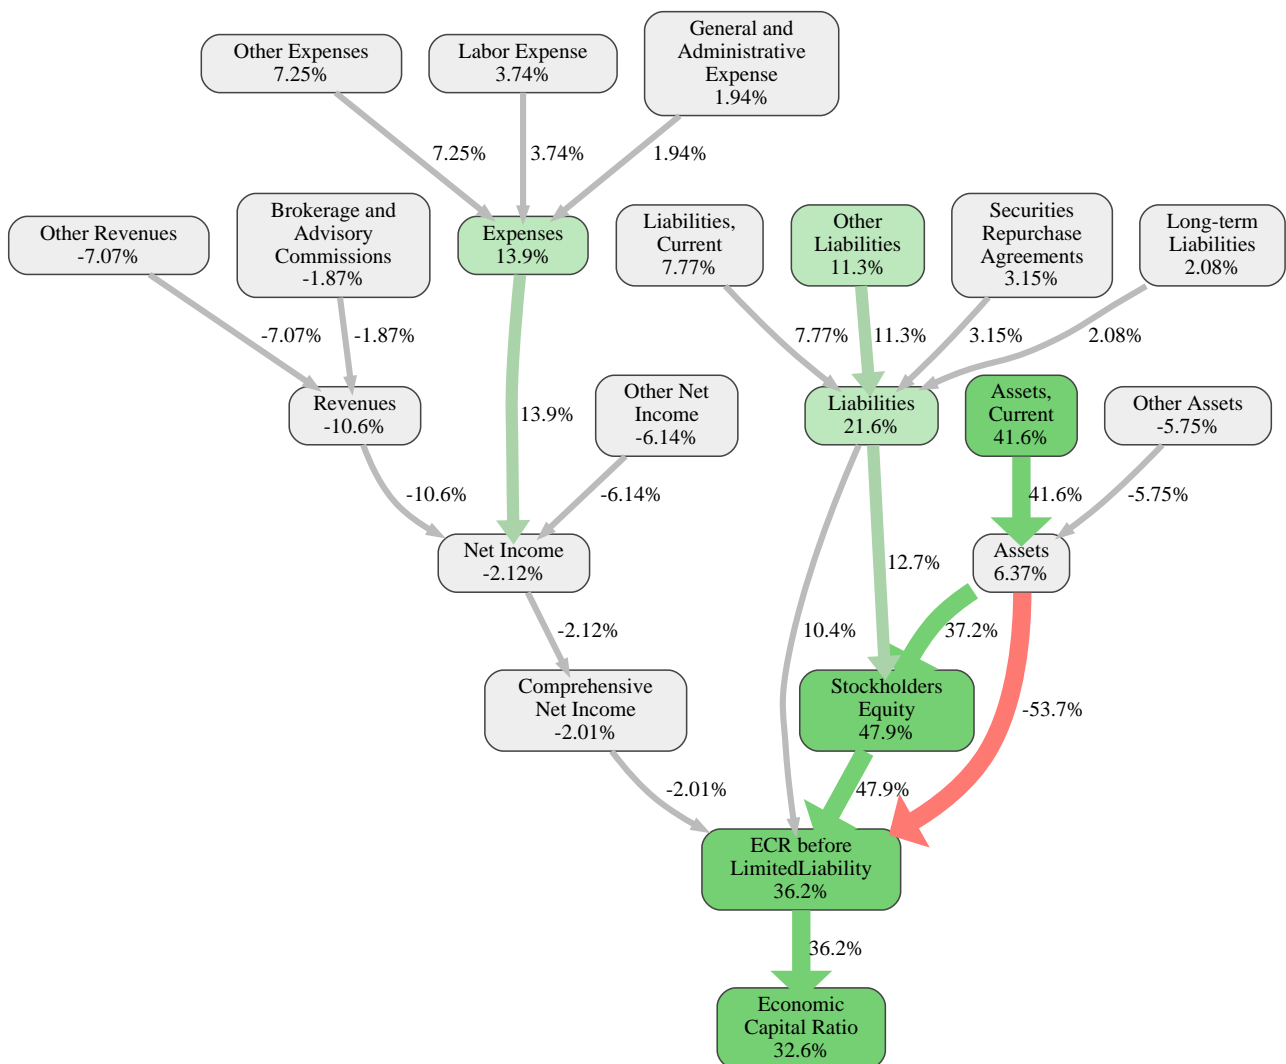 Other Expenses
7.25%
Labor Expense
3.74%
General and
Administrative
Expense
1.94%
7.25%
3.74%
1.94%
Other Revenues
-7.07%
Brokerage and
Advisory
Commissions
-1.87%
Expenses
13.9%
Liabilities,
Current
7.77%
Other
Liabilities
11.3%
Securities
Repurchase
Agreements
3.15%
Long-term
Liabilities
2.08%
-7.07%
-1.87%
7.77%
11.3%
3.15%
2.08%
Revenues
-10.6%
13.9%
Other Net
Income
-6.14%
Liabilities
21.6%
Assets,
Current
41.6%
Other Assets
-5.75%
-10.6%
-6.14%
41.6%
-5.75%
Net Income
-2.12%
12.7%
Assets
6.37%
-2.12%
10.4%
37.2%
Comprehensive
Net Income
-2.01%
Stockholders
Equity
47.9%
-53.7%
-2.01%
47.9%
ECR before
LimitedLiability
36.2%
36.2%
Economic
Capital Ratio
32.6%